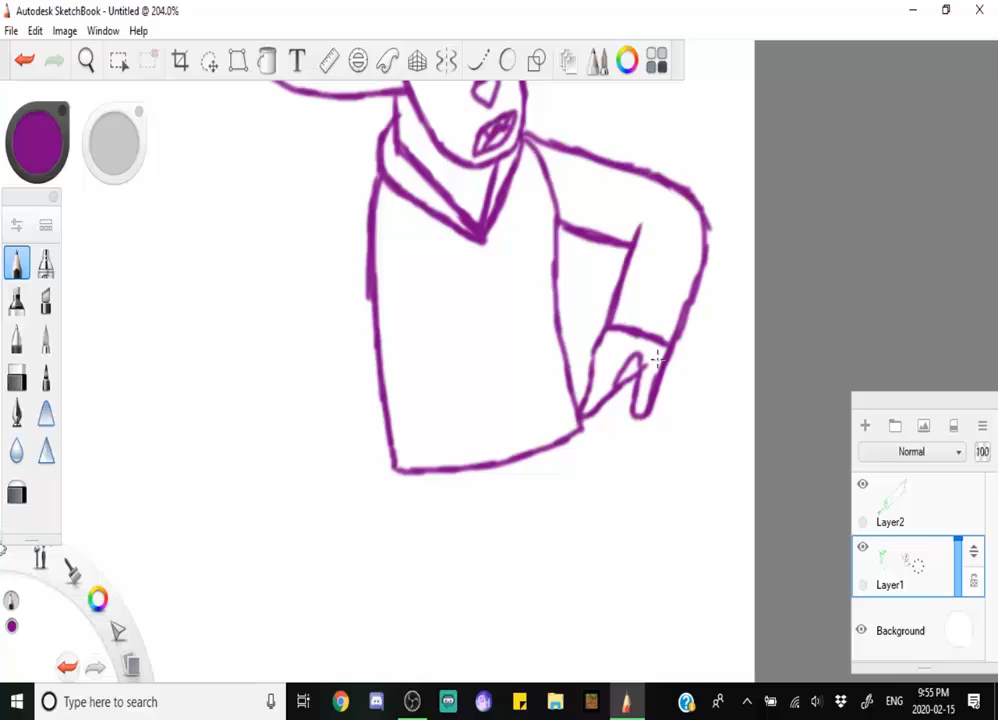 Autodesk SketchBook - Untitled @ 204.0%
File Edit Image Window Help
T
Normal 100
Layer2
Layer1
Background
Type here to search
ENG
9:55 PM
2020-02-15